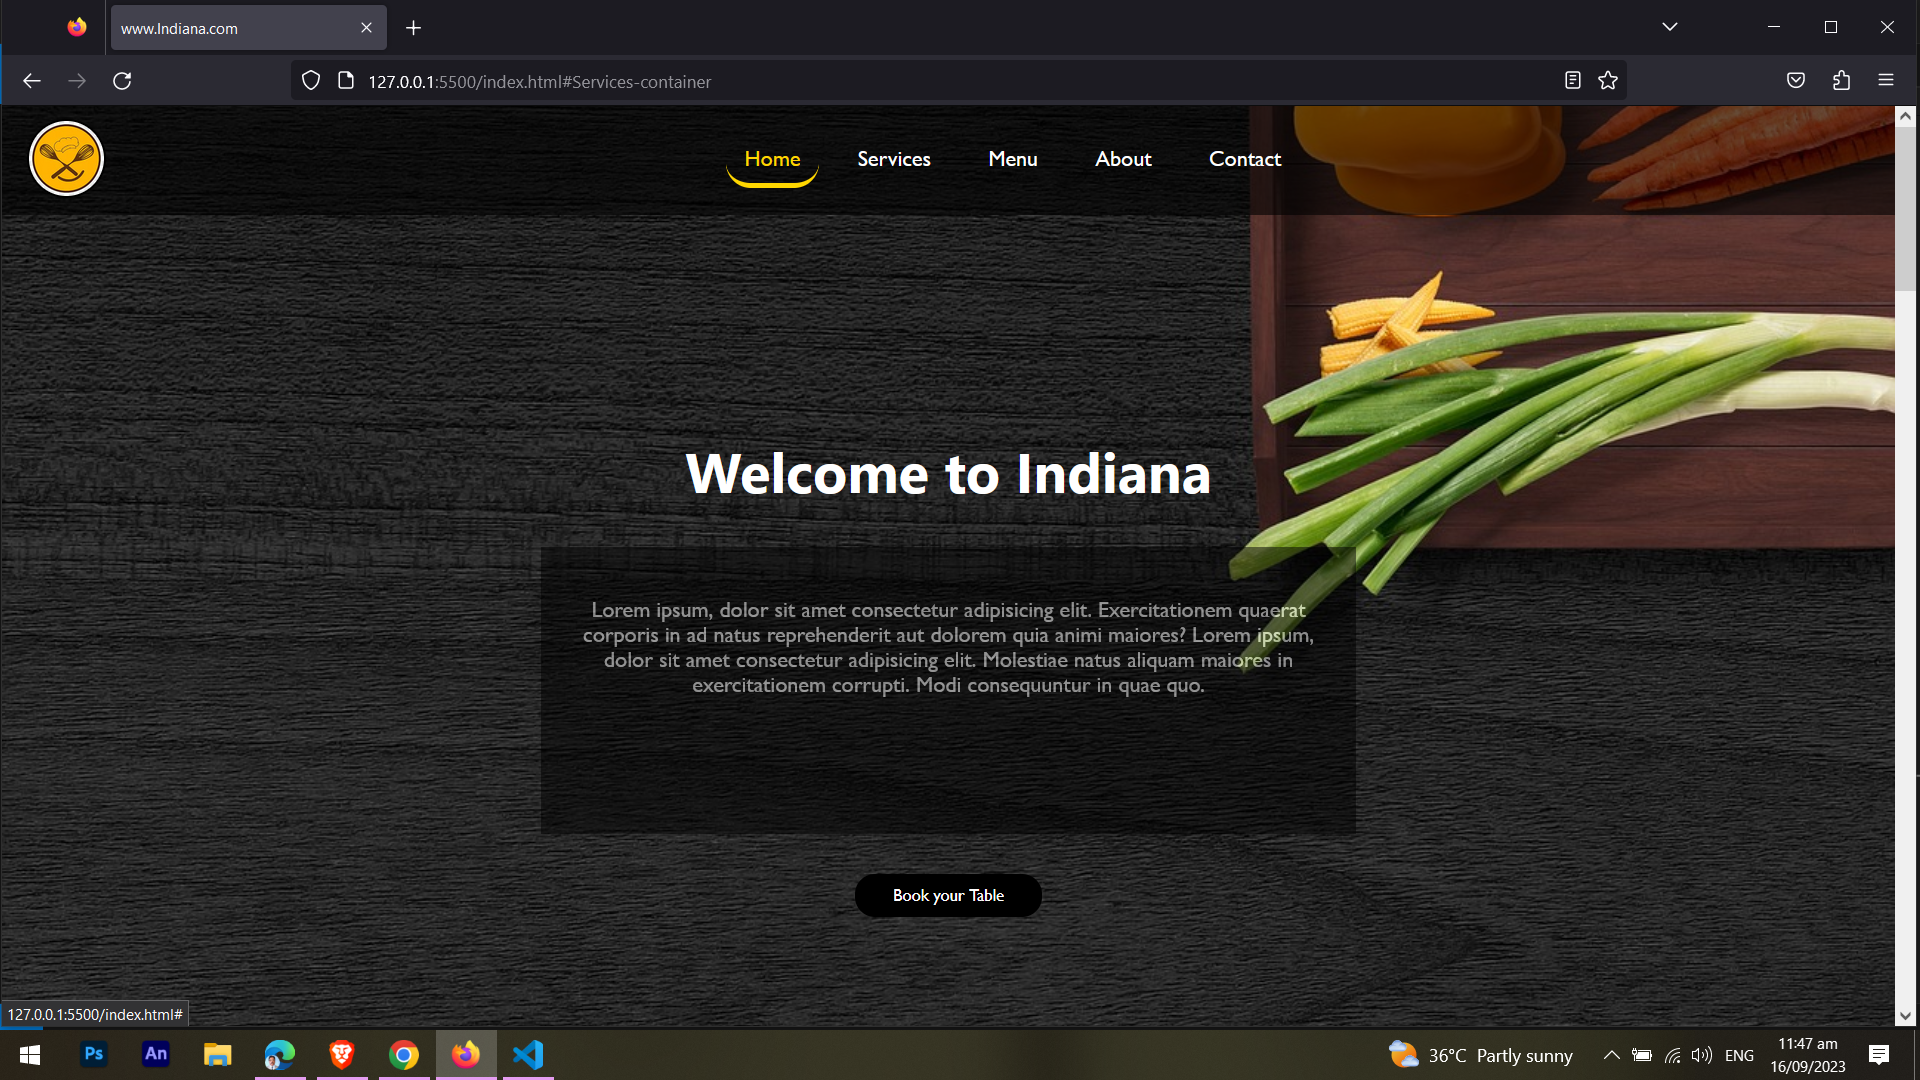 www.Indiana.com
127.0.0.1:5500/index.html#Services-container
Home Services Menu About Contact
Welcome to Indiana
Lorem ipsum, dolor sit amet consectetur adipisicing elit. Exercitationem quaerat
corporis in ad natus reprehenderit aut dolorem quia animi maiores? Lorem ipsum,
dolor sit amet consectetur adipisicing elit. Molestiae natus aliquam maiores in
exercitationem corrupti. Modi consequuntur in quae quo.
Book your Table
127.0.0.1:5500/index.html#
Ps An
36°C Partly sunny
ENG
11:47 am
16/09/2023